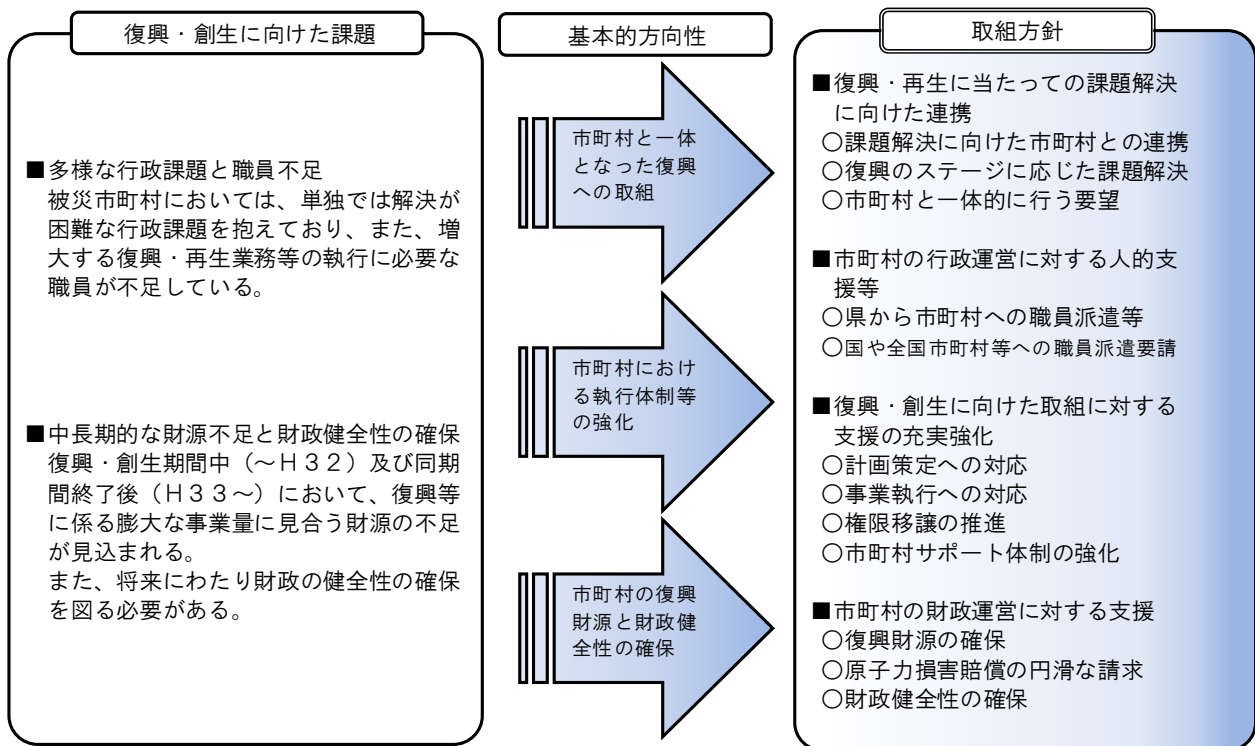 復興・創生に向けた課題
■多様な行政課題と職員不足
被災市町村においては、単独では解決が
困難な行政課題を抱えており、また、増
大する復興・再生業務等の執行に必要な
職員が不足している。
■中長期的な財源不足と財政健全性の確保
復興・創生期間中（～Ｈ３２）及び同期
間終了後（Ｈ３３～）において、復興等
に係る膨大な事業量に見合う財源の不足
が見込まれる。
また、将来にわたり財政の健全性の確保
を図る必要がある。
基本的方向性
市町村と一体
となった復興
への取組
市町村におけ
る執行体制等
の強化
市町村の復興
財源と財政健
全性の確保
取組方針
■復興・再生に当たっての課題解決
に向けた連携
○課題解決に向けた市町村との連携
○復興のステージに応じた課題解決
○市町村と一体的に行う要望
■市町村の行政運営に対する人的支
援等
○県から市町村への職員派遣等
○国や全国市町村等への職員派遣要請
■復興・創生に向けた取組に対する
支援の充実強化
○計画策定への対応
○事業執行への対応
○権限移譲の推進
○市町村サポート体制の強化
■市町村の財政運営に対する支援
○復興財源の確保
○原子力損害賠償の円滑な請求
○財政健全性の確保